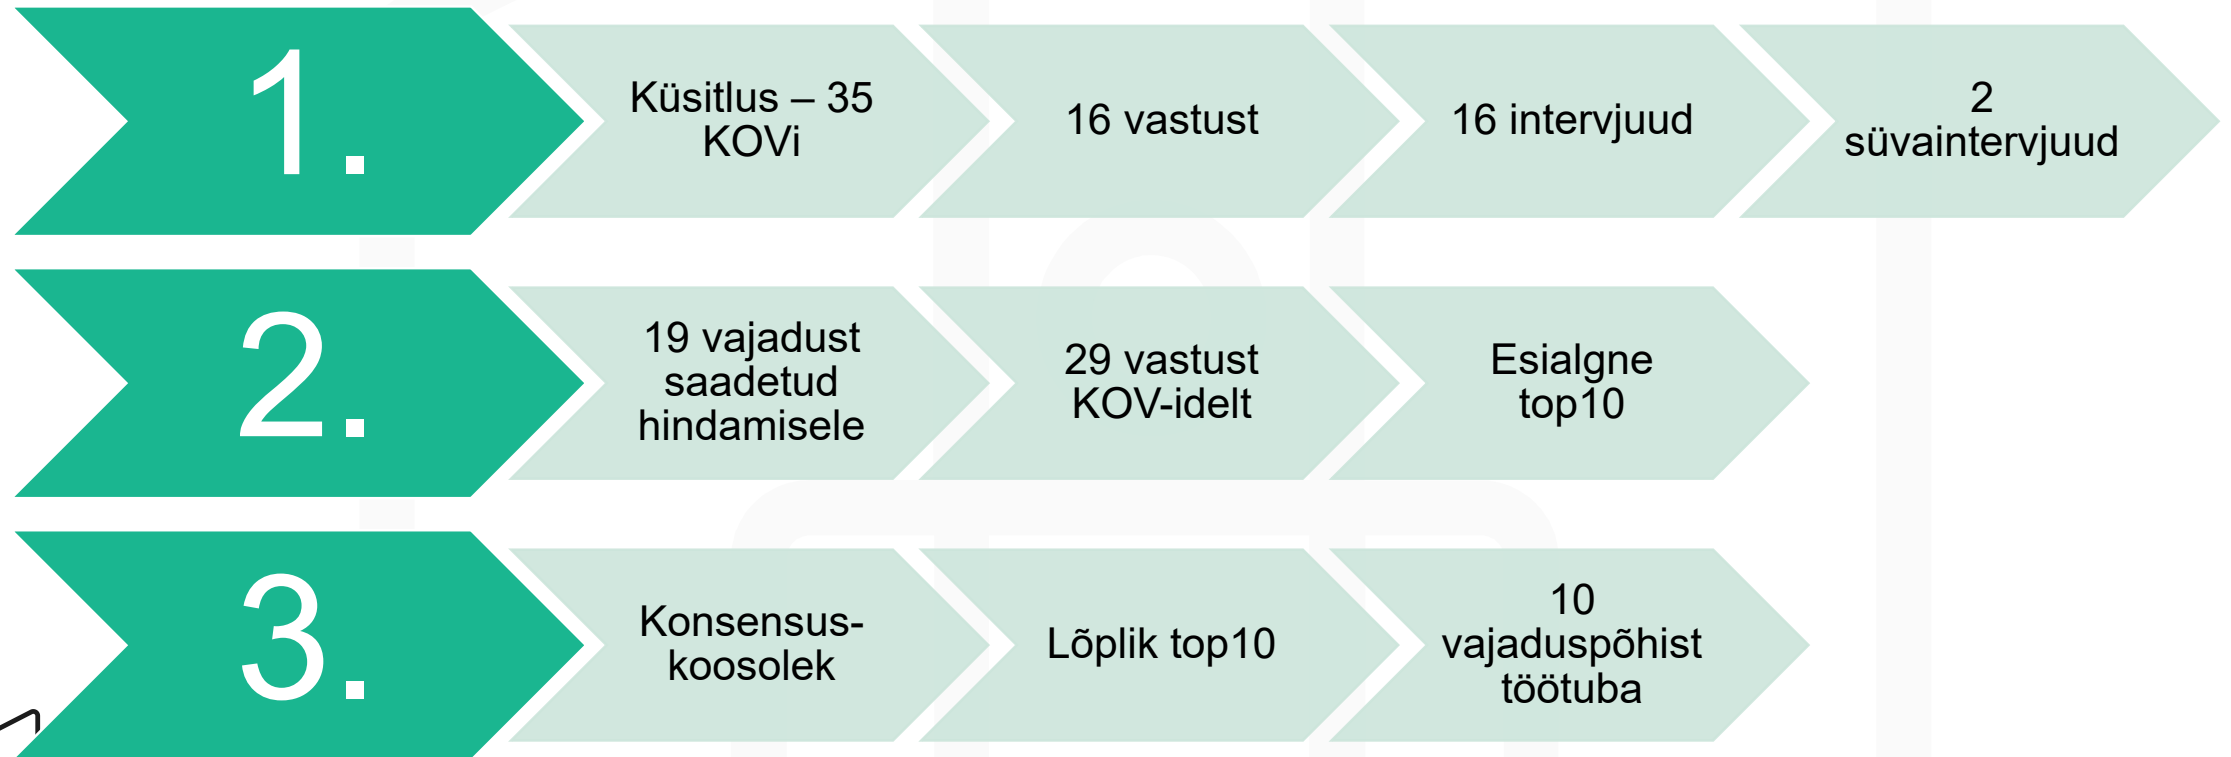 1.
Küsitlus – 35
KOVi
16 vastust
16 intervjuud
2
süvaintervjuud
2.
19 vajadust
saadetud
hindamisele
29 vastust
KOV-idelt
Esialgne
top10
3.
Konsensus-
koosolek
Lõplik top10
10
vajaduspõhist
töötuba